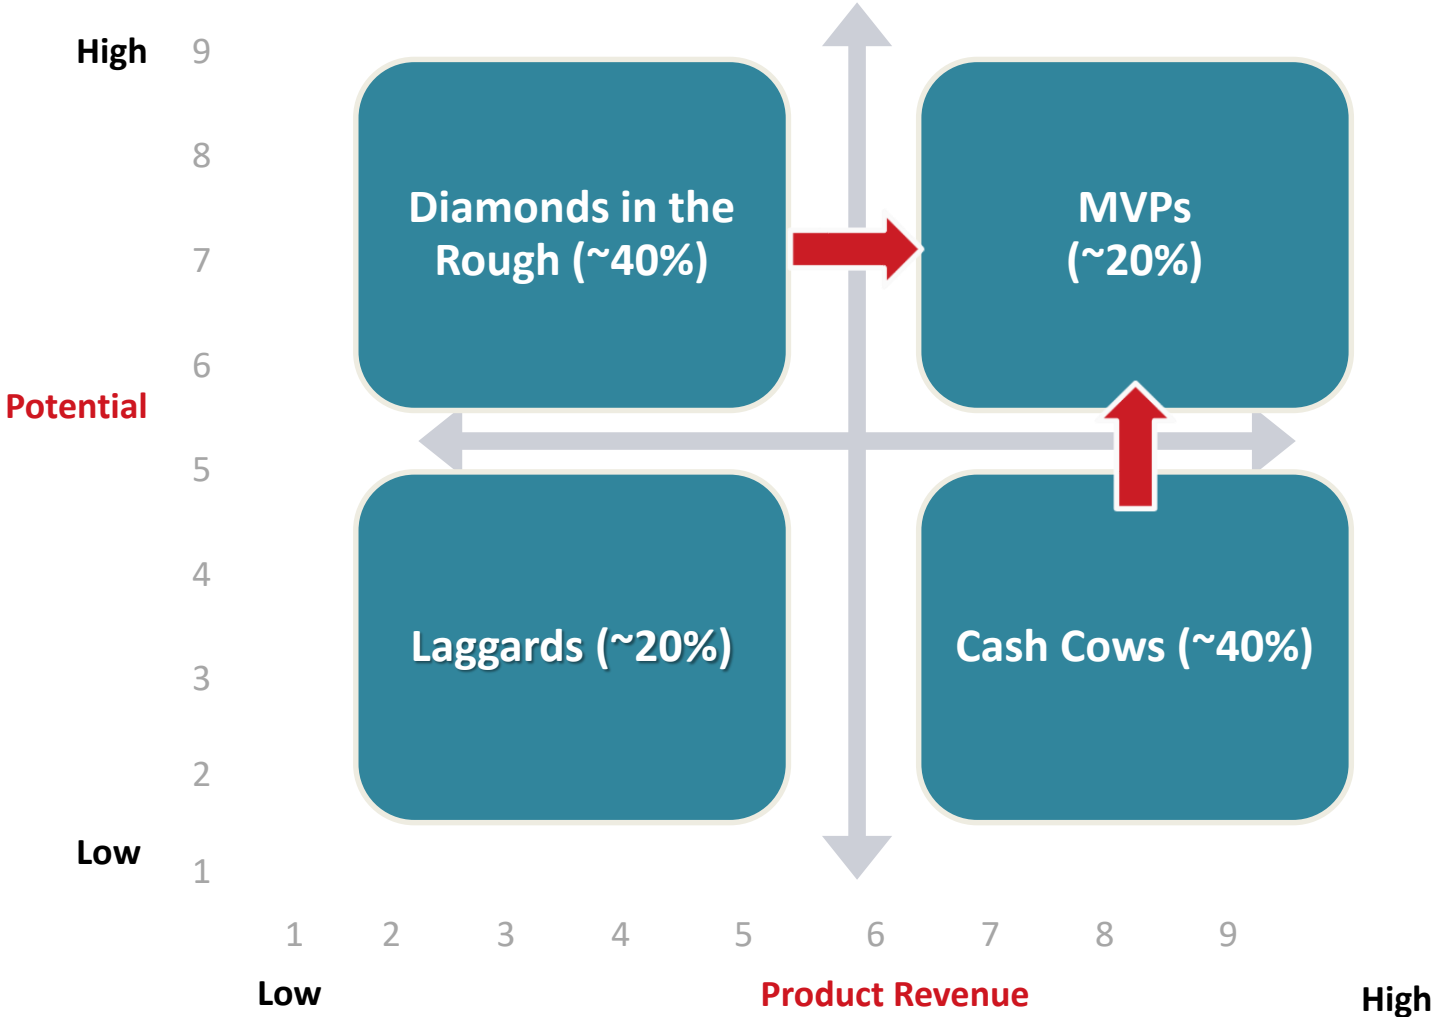 High
9
8
7
6
Potential
5
4
3
2
Low
1
Diamonds in the
Rough (~40%)
MVPs
(~20%)
Laggards (~20%)
Cash Cows (~40%)
1 2 3 4 5 6 7 8 9
Low
Product Revenue
High